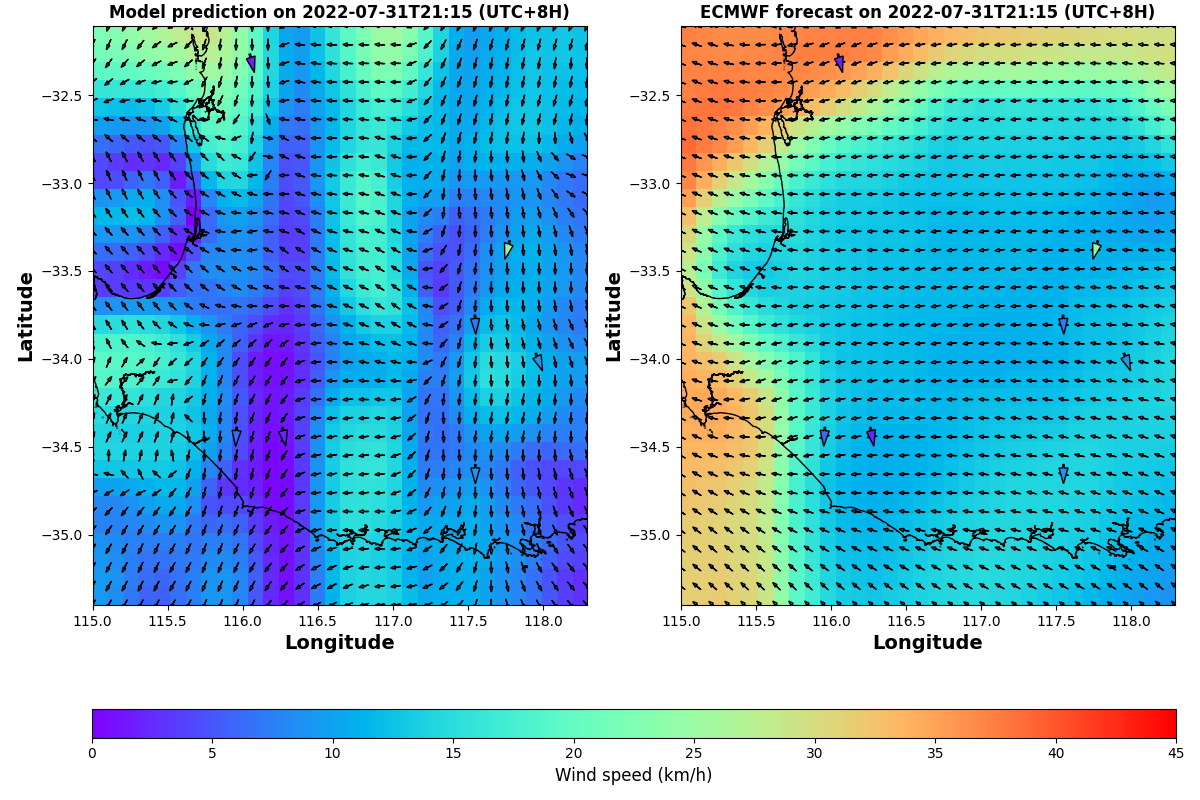 Model prediction on 2022-07-31T21:15 (UTC+8H)
ECMWF forecast on 2022-07-31T21:15 (UTC+8H)
Latitude
−32.5
−33.0
−33.5
−34.0
−34.5
−35.0
115.0 115.5 116.0 116.5 117.0 117.5 118.0
Longitude
Latitude
−32.5
−33.0
−33.5
−34.0
−34.5
−35.0
115.0 115.5 116.0 116.5 117.0 117.5 118.0
Longitude
0 5 10 15 20 25 30 35 40 45
Wind speed (km/h)